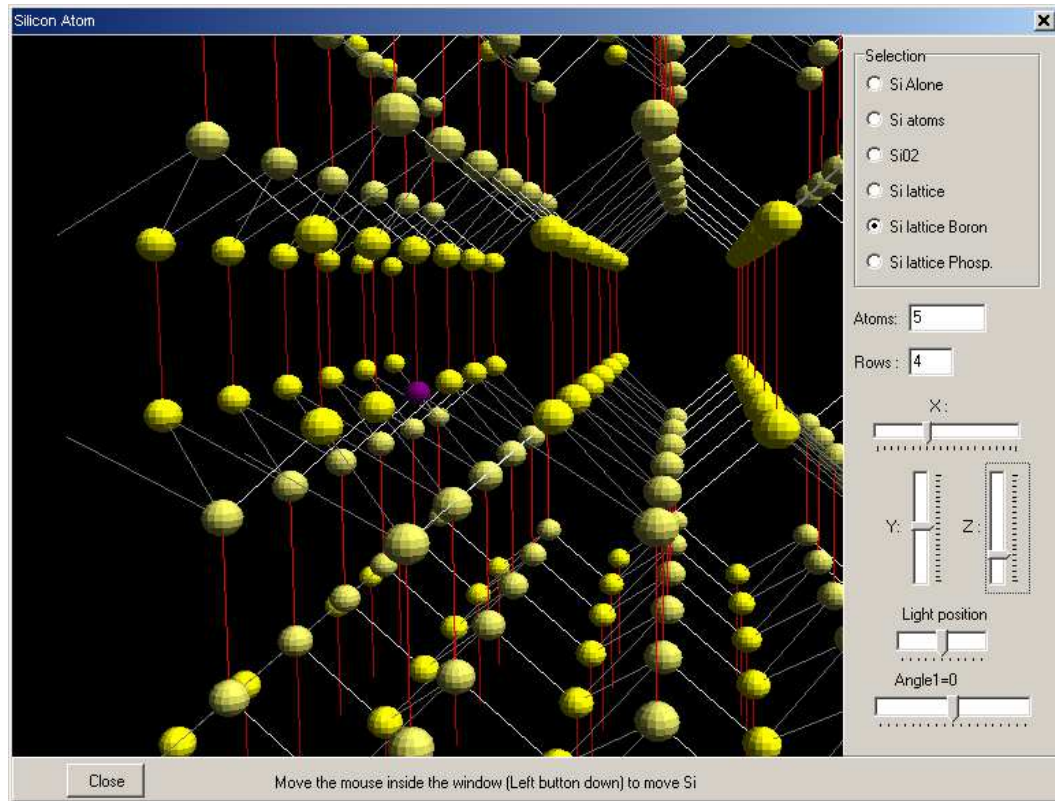 Silicon Atom
Selection
Si Alone
Si atoms
Si02
Si lattice
Si lattice Boron
Si lattice Phosp.
Atoms: 5
Rows : 4
X :
Y: Z :
Light position
Angle1=0
Close Move the mouse inside the window (Left button down) to move Si